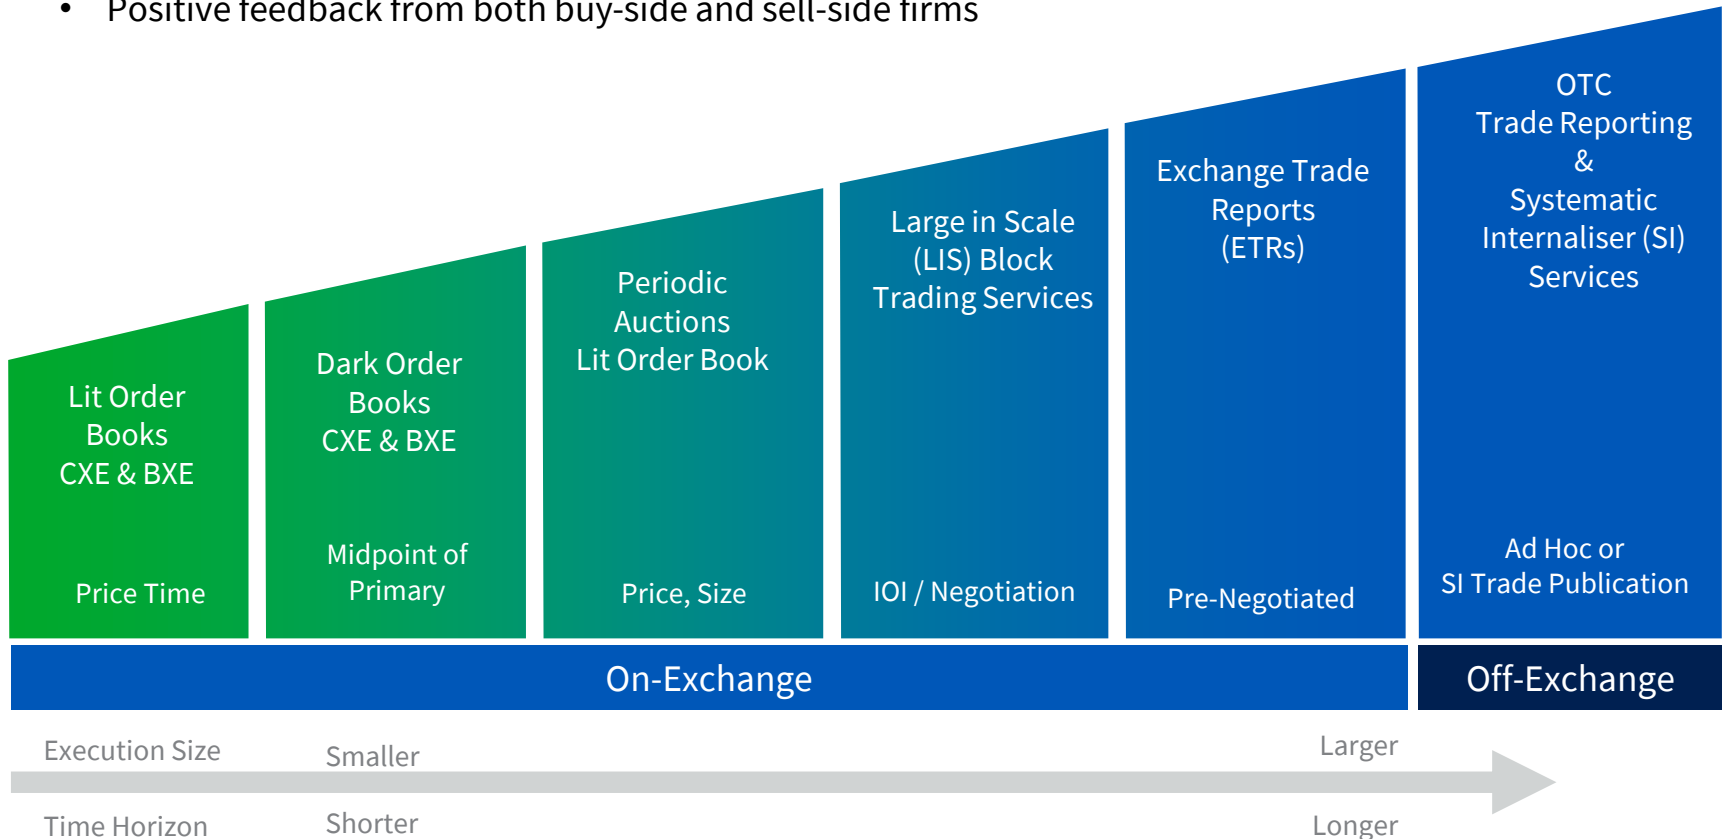 • Positive feedback from both buy-side and sell-side firms
Lit Order
Books
CXE & BXE
Price Time
Dark Order
Books
CXE & BXE
Midpoint of
Primary
Periodic
Auctions
Lit Order Book
Price, Size
Large in Scale
(LIS) Block
Trading Services
IOI / Negotiation
Exchange Trade
Reports
(ETRs)
Pre-Negotiated
OTC
Trade Reporting
&
Systematic
Internaliser (SI)
Services
Ad Hoc or
SI Trade Publication
On-Exchange
Off-Exchange
Execution Size
Smaller
Larger
Time Horizon
Shorter
Longer